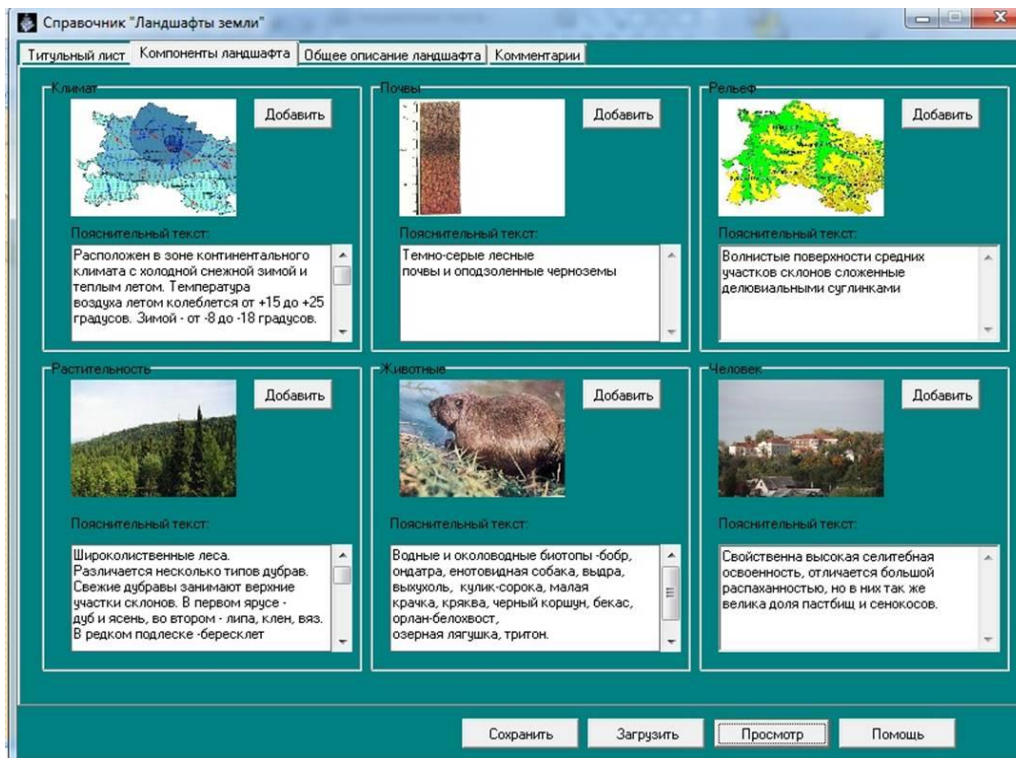 Справочник "Ландшафты земли"
Титульный лист Компоненты ландшафта Общее описание ландшафта Комментарии
Климат
Добавить
Пояснительный текст:
Расположен в зоне континентального
климата с холодной снежной зимой и
теплым летом. Температура
воздуха летом колеблется от +15 до +25
градусов. Зимой - от -8 до -18 градусов.
Почвы
Добавить
Пояснительный текст:
Темно-серые лесные
почвы и оподзоленные черноземы
Рельеф
Добавить
Пояснительный текст:
Волнистые поверхности средних
участков склонов сложенные
делювиальными суглинками
Растительность
Добавить
Пояснительный текст:
Широколиственные леса.
Различается несколько типов дубрав.
Свежие дубравы занимают верхние
участки склонов. В первом ярусе -
дуб и ясень, во втором - липа, клен, вяз.
В редком подлеске -бересклет
Животные
Добавить
Пояснительный текст:
Водные и околоводные биотопы -бобр,
ондатра, енотовидная собака, выдра,
выхухоль, кулик-сорока, малая
крачка, кряква, черный коршун, бекас,
орлан-белохвост,
озерная лягушка, тритон.
Человек
Добавить
Пояснительный текст:
Свойственна высокая селитебная
освоенность, отличается большой
распаханностью, но в них так же
велика доля пастбищ и сенокосов.
Сохранить Загрузить Просмотр Помощь